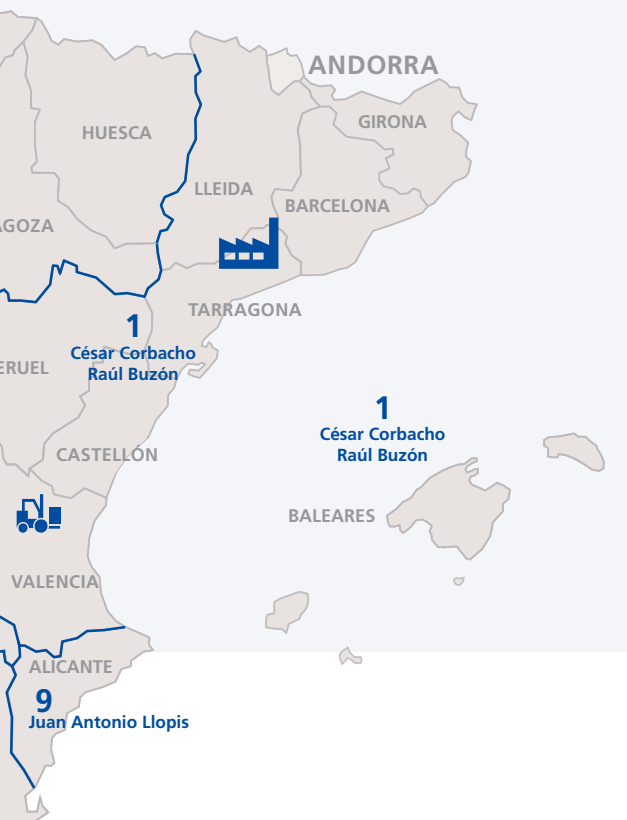 ANDORRA
GIRONA
HUESCA
LLEIDA
BARCELONA
AGOZA
TARRAGONA
1
César Corbacho
Raúl Buzón
ERUEL
1
César Corbacho
Raúl Buzón
CASTELLÓN
BALEARES
VALENCIA
ALICANTE
9
Juan Antonio Llopis